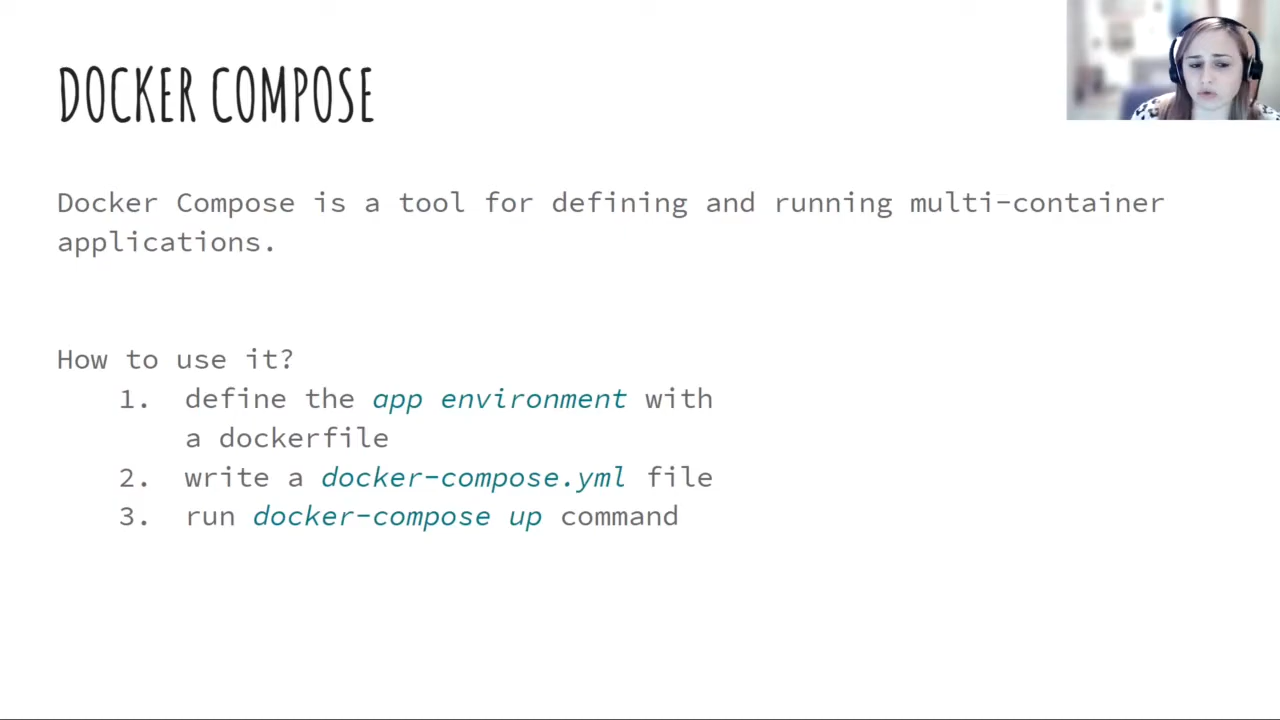 DOCKER COMPOSE
Docker Compose is a tool for defining and running multi-container
applications.
How to use it?
1. define the app environment with
a dockerfile
2. write a docker-compose.yml file
3. run docker-compose up command